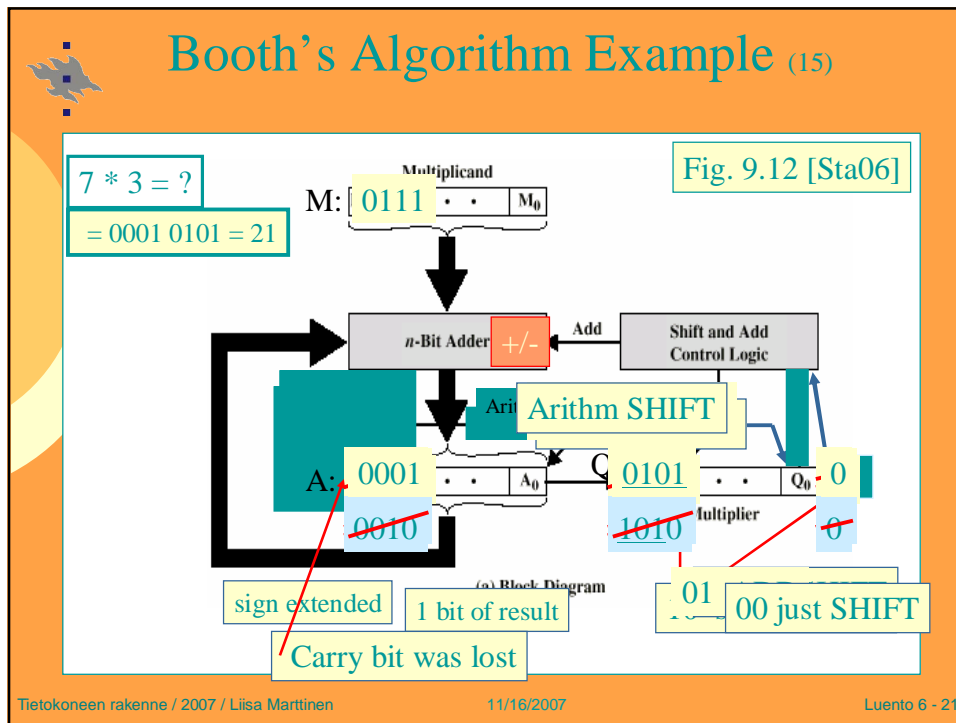 Booth's Algorithm Example (15)
7 * 3 = ?
= 0001 0101 = 21
Multiplicand
Fig. 9.12 [Sta06]
M: 0111 • • M0
n-Bit Adder +/-
Add
Shift and Add
Control Logic
Arithm SHIFT
A: 0001 • • A0
Q 0101 • • Q0 0
0010
1010
0
Multiplier
(a) Block Diagram
sign extended
1 bit of result
01
00 just SHIFT
Carry bit was lost
Tietokoneen rakenne / 2007 / Liisa Marttinen
11/16/2007
Luento 6 - 21